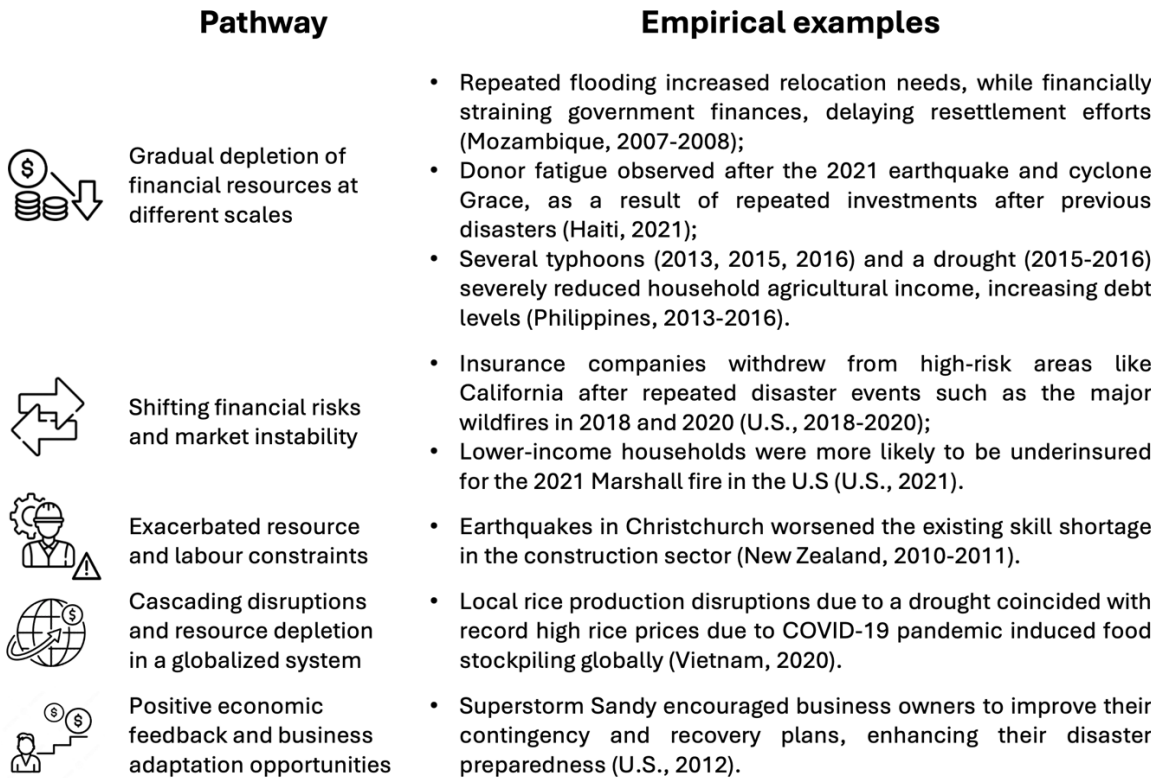 Pathway
Empirical examples
Gradual depletion of
financial resources at
different scales
• Repeated flooding increased relocation needs, while financially
straining government finances, delaying resettlement efforts
(Mozambique, 2007-2008);
• Donor fatigue observed after the 2021 earthquake and cyclone
Grace, as a result of repeated investments after previous
disasters (Haiti, 2021);
• Several typhoons (2013, 2015, 2016) and a drought (2015-2016)
severely reduced household agricultural income, increasing debt
levels (Philippines, 2013-2016).
Shifting financial risks
and market instability
• Insurance companies withdrew from high-risk areas like
California after repeated disaster events such as the major
wildfires in 2018 and 2020 (U.S., 2018-2020);
• Lower-income households were more likely to be underinsured
for the 2021 Marshall fire in the U.S (U.S., 2021).
Exacerbated resource
and labour constraints
• Earthquakes in Christchurch worsened the existing skill shortage
in the construction sector (New Zealand, 2010-2011).
Cascading disruptions
and resource depletion
in a globalized system
• Local rice production disruptions due to a drought coincided with
record high rice prices due to COVID-19 pandemic induced food
stockpiling globally (Vietnam, 2020).
Positive economic
feedback and business
adaptation opportunities
• Superstorm Sandy encouraged business owners to improve their
contingency and recovery plans, enhancing their disaster
preparedness (U.S., 2012).